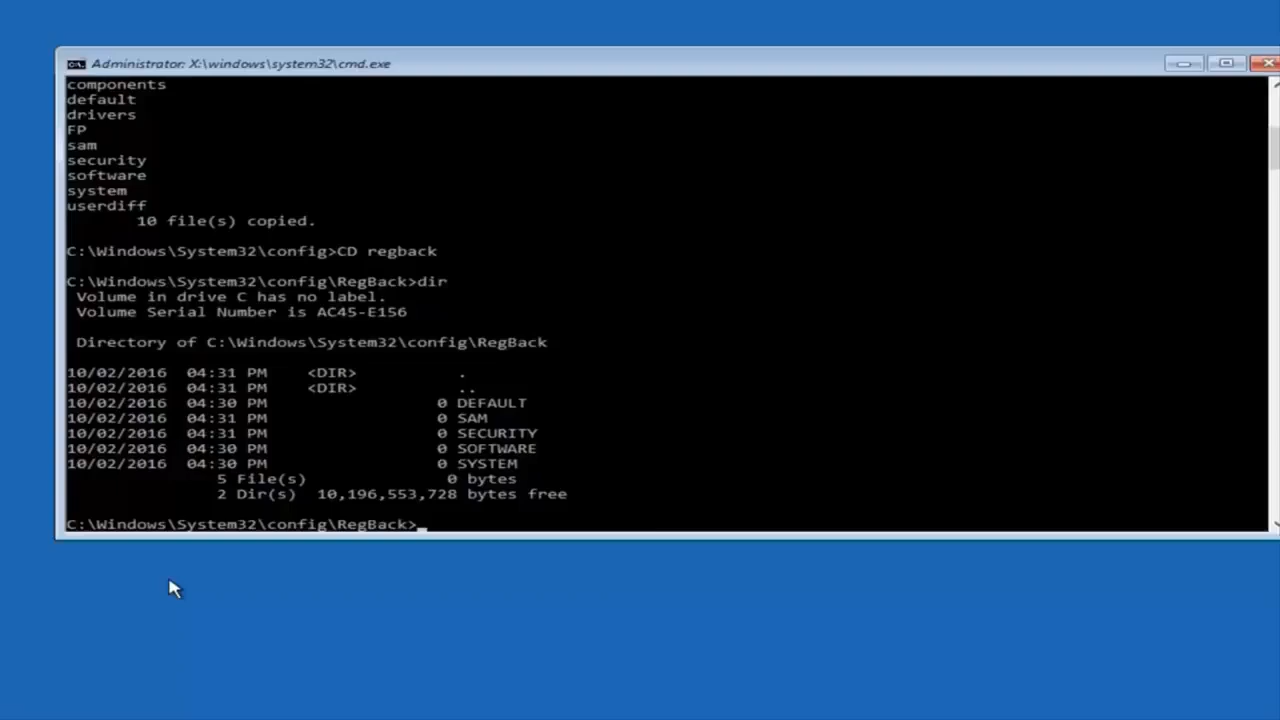 Administrator: X:\windows\system32\cmd.exe
components
default
drivers
FP
sam
security
software
system
userdiff
10 file(s) copied.
C:\Windows\System32\config>CD regback
C:\Windows\System32\config\RegBack>dir
Volume in drive C has no label.
Volume Serial Number is AC45-E156
Directory of C:\Windows\System32\config\RegBack
10/02/2016 04:31 PM <DIR> .
10/02/2016 04:31 PM <DIR> ..
10/02/2016 04:30 PM 0 DEFAULT
10/02/2016 04:31 PM 0 SAM
10/02/2016 04:31 PM 0 SECURITY
10/02/2016 04:30 PM 0 SOFTWARE
10/02/2016 04:30 PM 0 SYSTEM
5 File(s) 0 bytes
2 Dir(s) 10,196,553,728 bytes free
C:\Windows\System32\config\RegBack>_